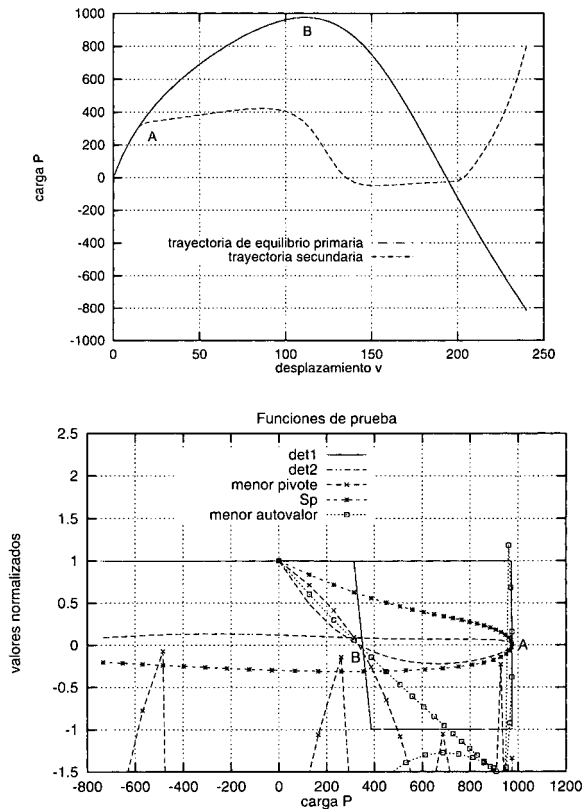 1000
800
600
400
200
0
-200
-400
-600
-800
-1000
carga P
B
A
trayectoria de equilibrio primaria
trayectoria secundaria
0 50 100 150 200 250
desplazamiento v
Funciones de prueba
2.5
2
1.5
1
0.5
0
-0.5
-1
-1.5
valores normalizados
det1
det2
menor pivote
Sp
menor autovalor
B
A
-800 -600 -400 -200 0 200 400 600 800 1000 1200
carga P